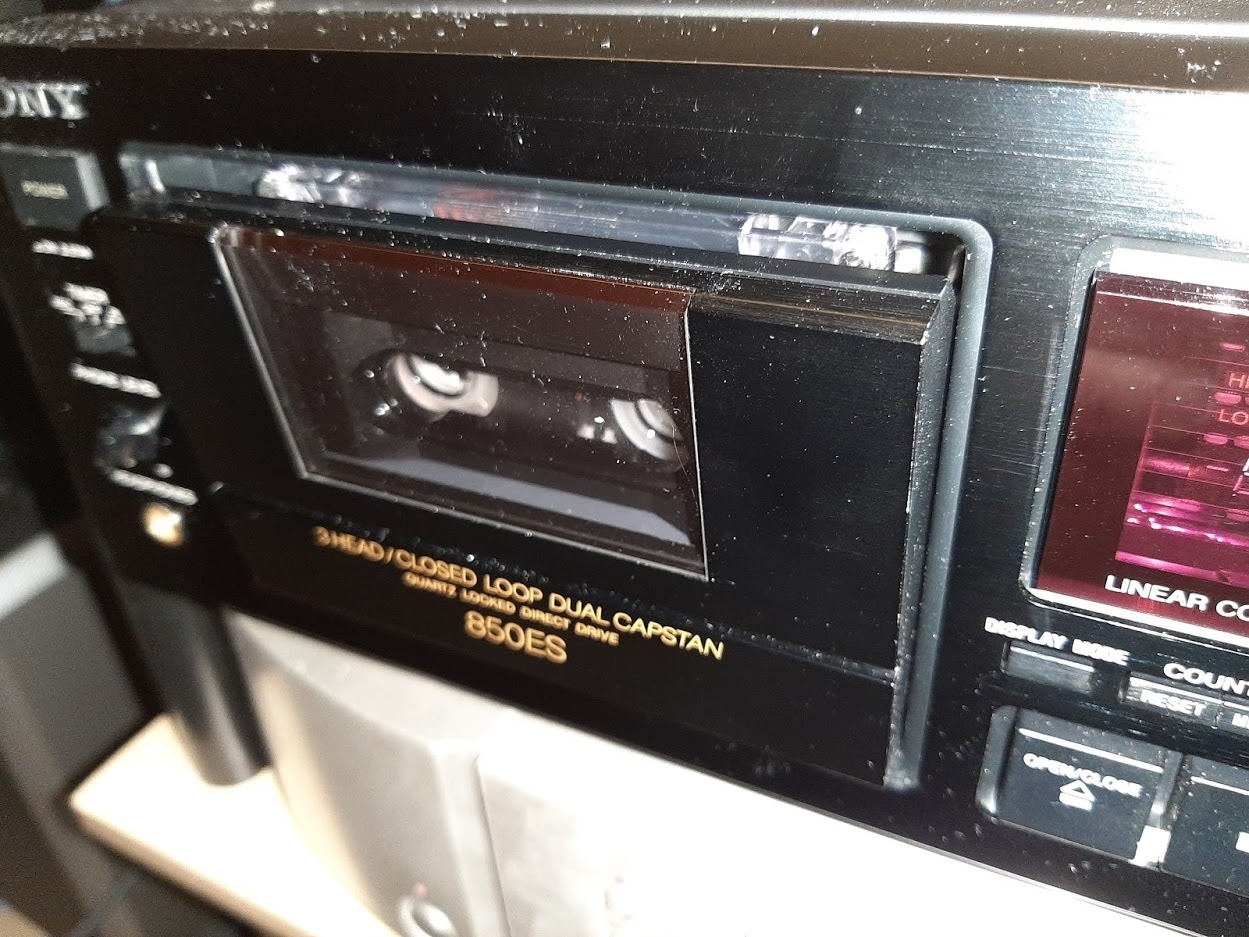 ONY
POWER
3 HEAD / CLOSED LOOP DUAL CAPSTAN
QUARTZ LOCKED DIRECT DRIVE
850ES
LINEAR CO
DISPLAY MODE
COUNT
RESET
M
OPEN/CLOSE
H
LO